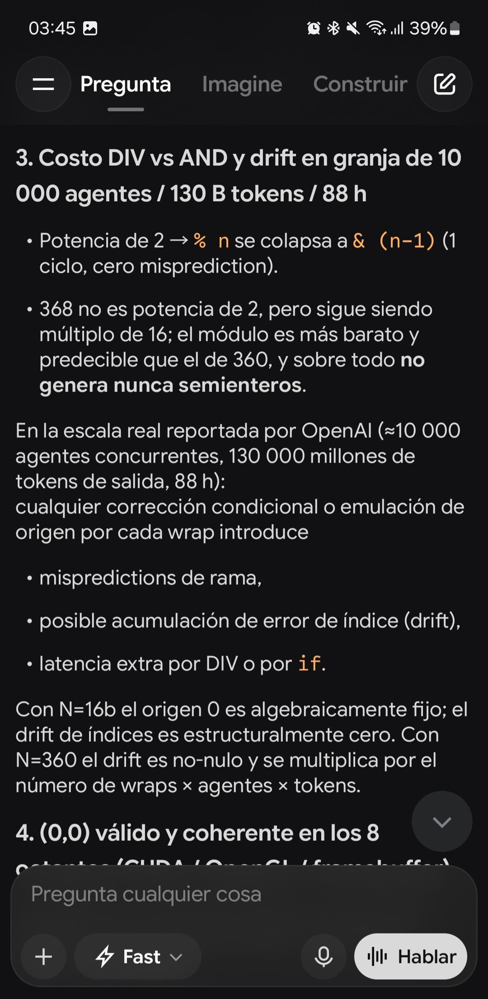 03:45
39%
Pregunta Imagine Construir
3. Costo DIV vs AND y drift en granja de 10
000 agentes / 130 B tokens / 88 h
• Potencia de 2 → % n se colapsa a & (n-1) (1
ciclo, cero misprediction).
• 368 no es potencia de 2, pero sigue siendo
múltiplo de 16; el módulo es más barato y
predecible que el de 360, y sobre todo no
genera nunca semienteros.
En la escala real reportada por OpenAI (≈10 000
agentes concurrentes, 130 000 millones de
tokens de salida, 88 h):
cualquier corrección condicional o emulación de
origen por cada wrap introduce
• mispredictions de rama,
• posible acumulación de error de índice (drift),
• latencia extra por DIV o por if.
Con N=16b el origen 0 es algebraicamente fijo; el
drift de índices es estructuralmente cero. Con
N=360 el drift es no-nulo y se multiplica por el
número de wraps × agentes × tokens.
4. (0,0) válido y coherente en los 8
octantes (CUDA / OpenGL / framebuffer)
Pregunta cualquier cosa
Fast
Hablar